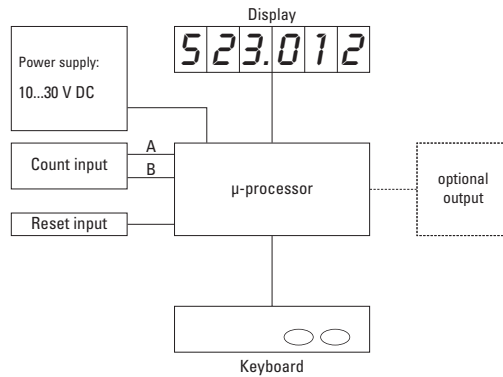 Display
523.012
Power supply:
10...30 V DC
Count input
A
B
µ-processor
optional
output
Reset input
Keyboard